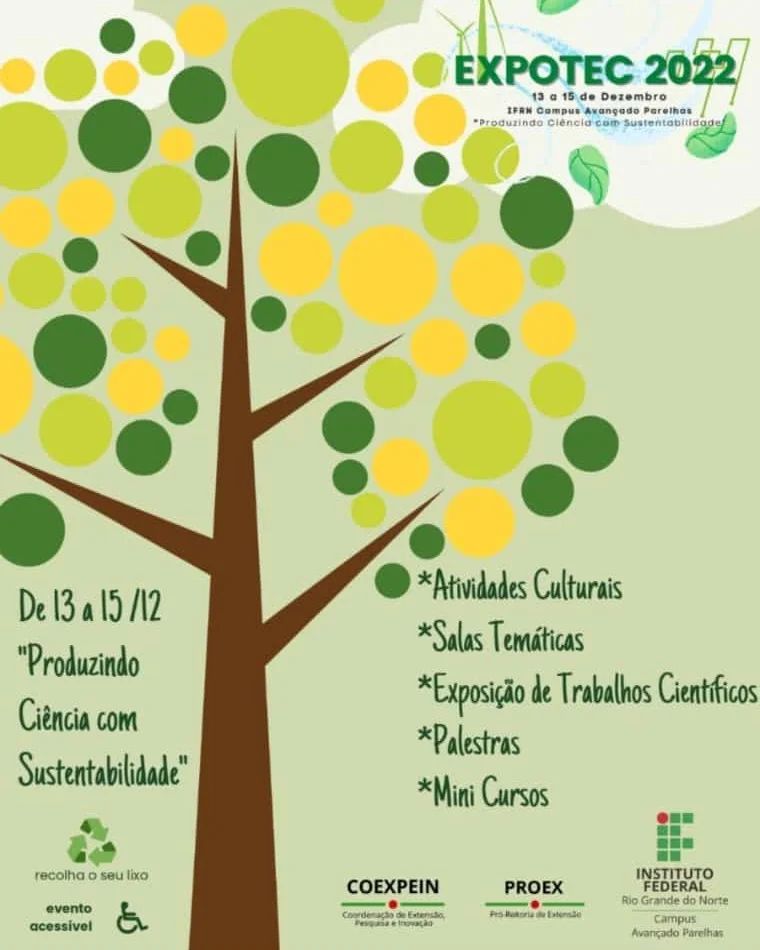 EXPOTEC 2022
13 a 15 de Dezembro
IFRN Campus Avançado Parelhas
"Produzindo Ciência com Sustentabilidade"
De 13 a 15 /12
"Produzindo
Ciência com
Sustentabilidade"
*Atividades Culturais
*Salas Temáticas
*Exposição de Trabalhos Científicos
*Palestras
*Mini Cursos
recolha o seu lixo
evento
acessível
COEXPEIN
Coordenação de Extensão,
Pesquisa e Inovação
PROEX
Pró-Reitoria de Extensão
INSTITUTO
FEDERAL
Rio Grande do Norte
Campus
Avançado Parelhas